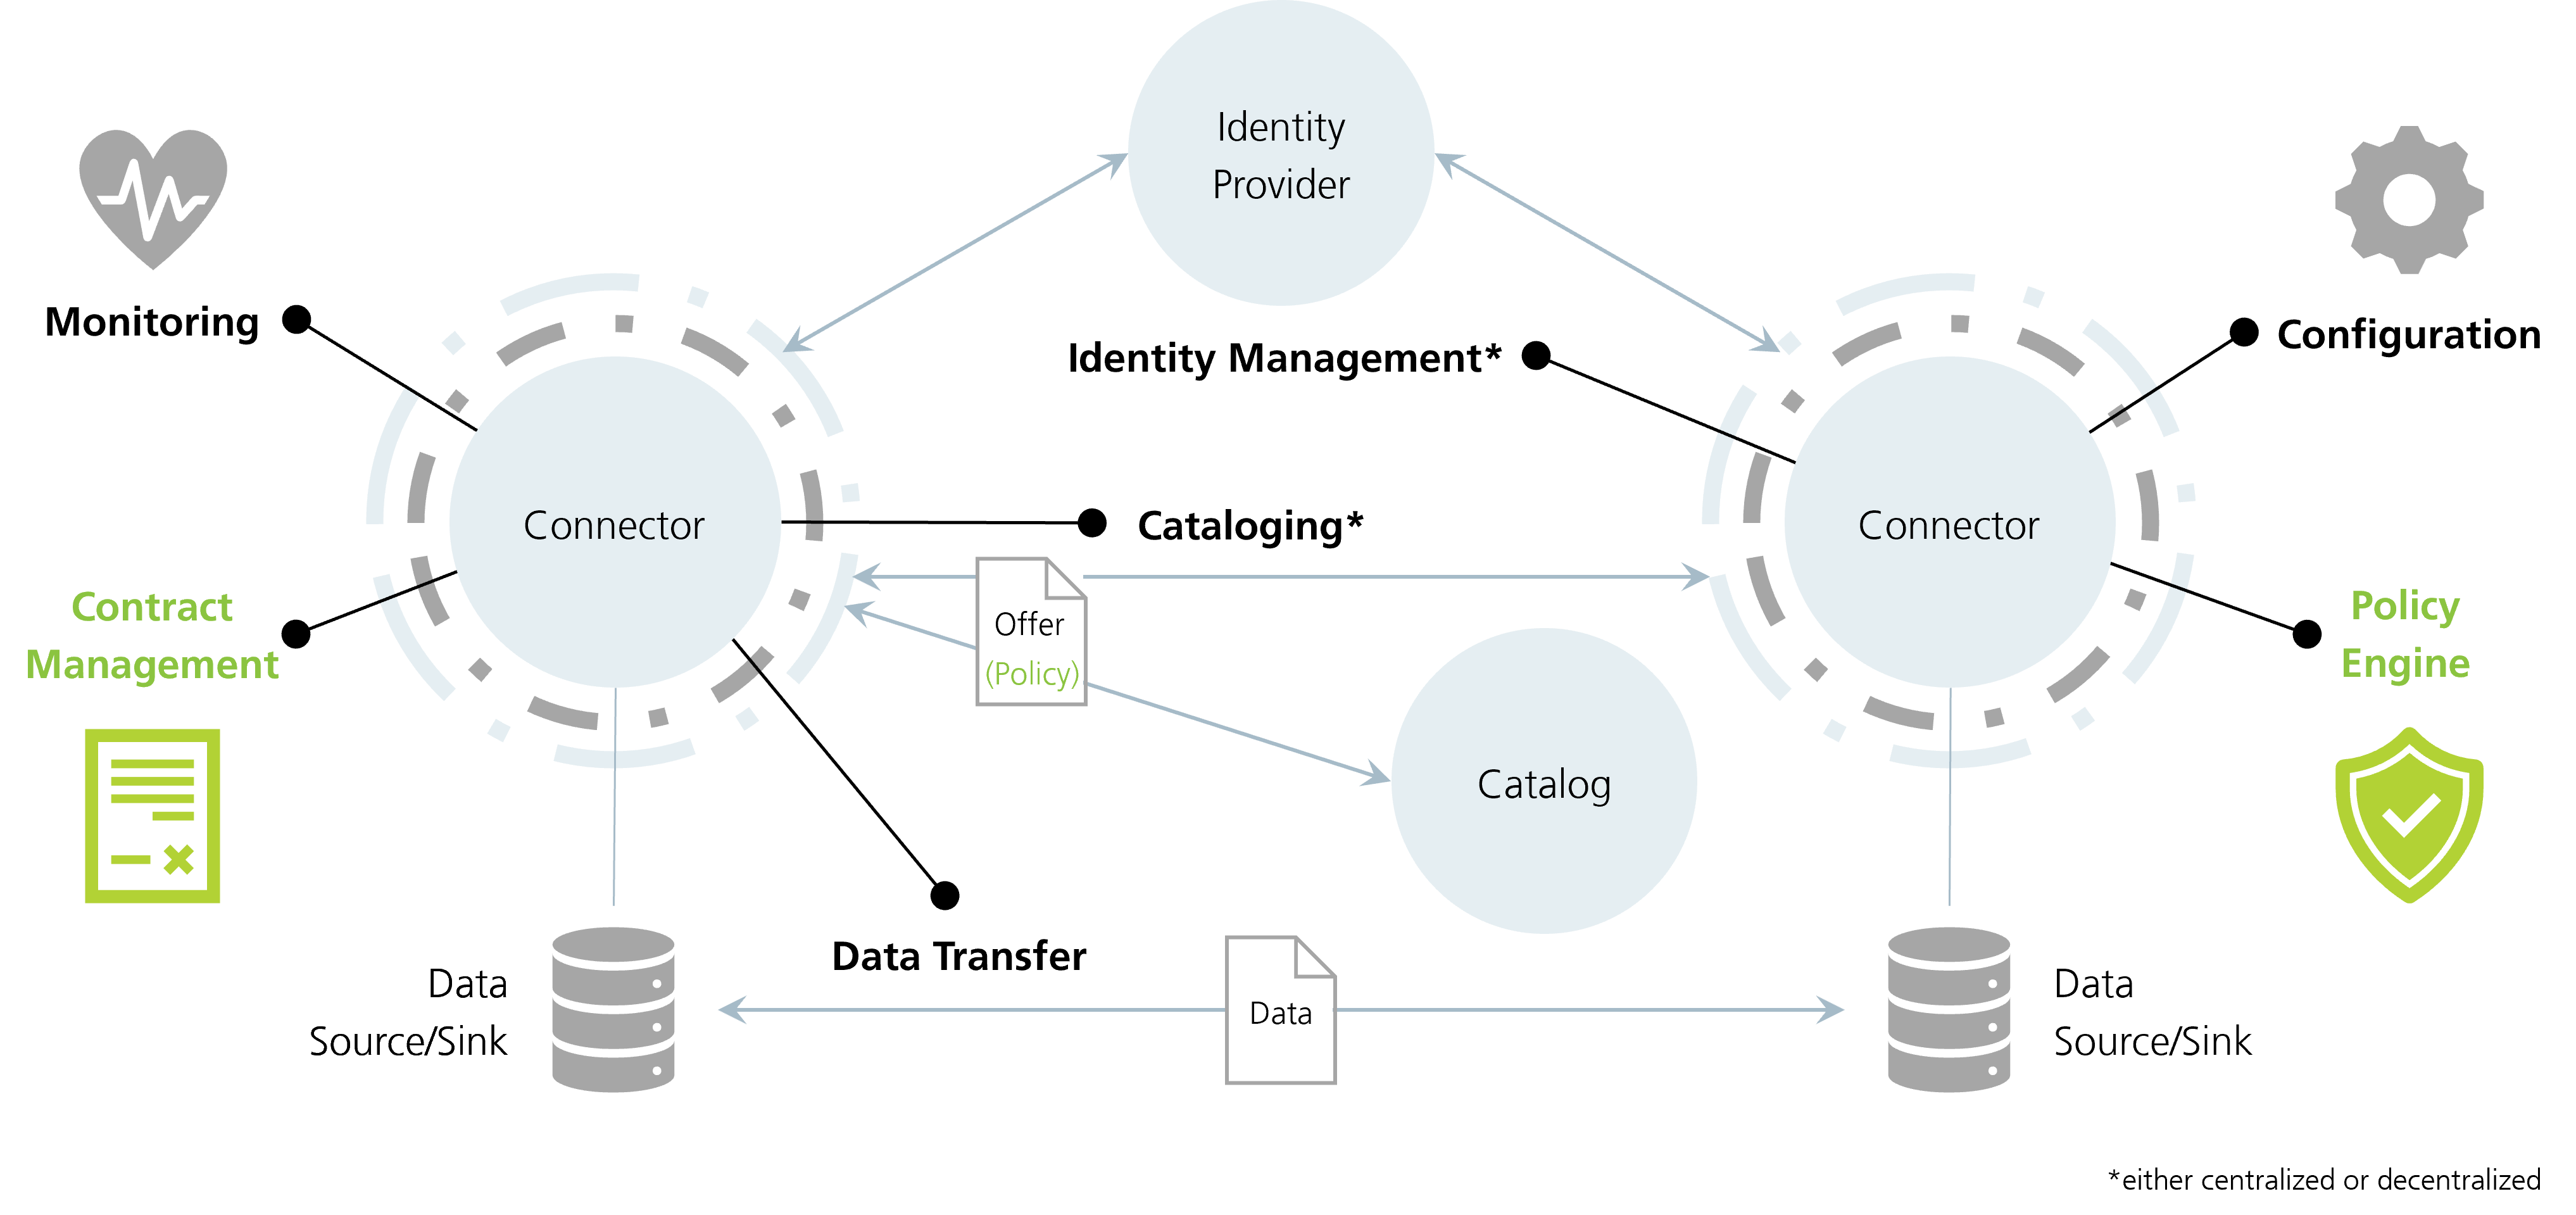 Identity
Provider
Monitoring
Identity Management*
Configuration
Connector
Cataloging*
Connector
Contract
Management
Offer
(Policy)
Policy
Engine
Catalog
Data Transfer
Data
Source/Sink
Data
Data
Source/Sink
*either centralized or decentralized